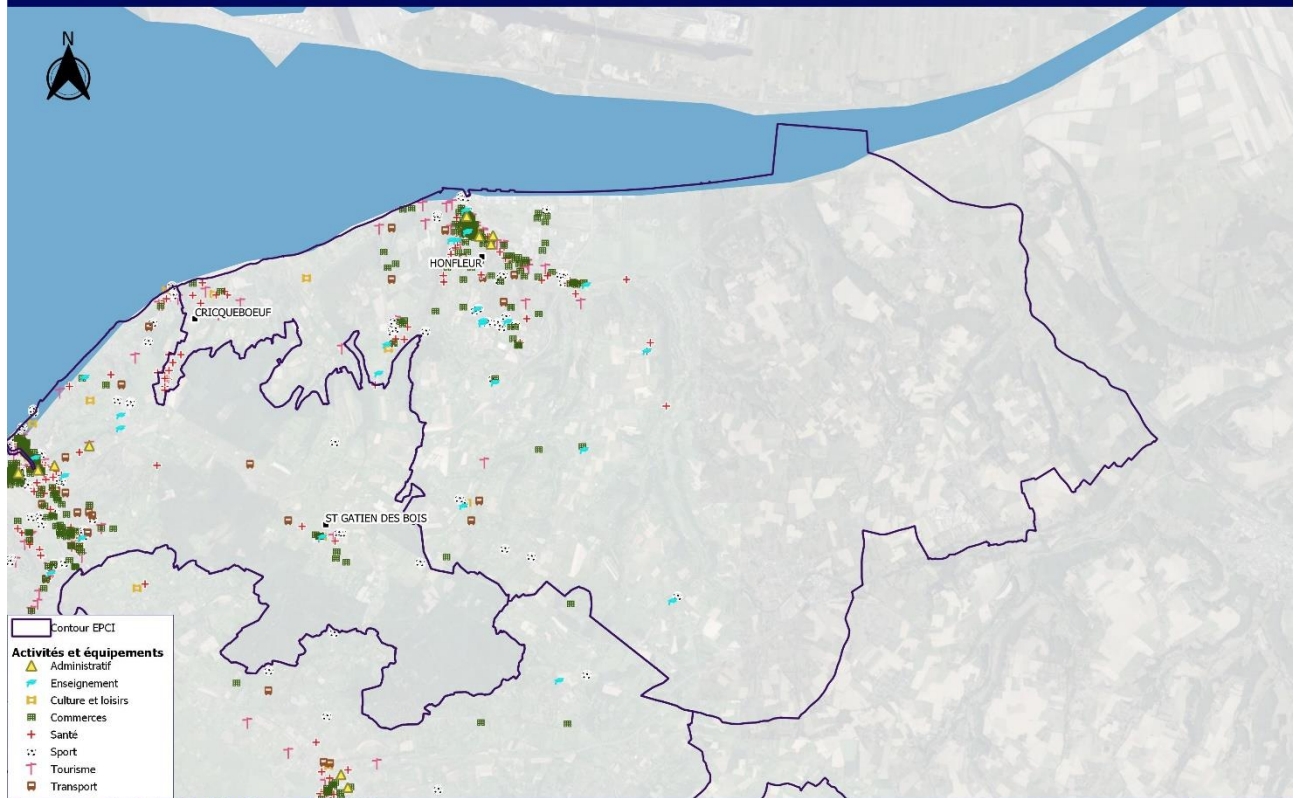 N
HONFLEUR
CRICQUEBOEUF
ST GATIEN DES BOIS
Contour EPCI
Activités et équipements
Administratif
Enseignement
Culture et loisirs
Commerces
Santé
Sport
Tourisme
Transport